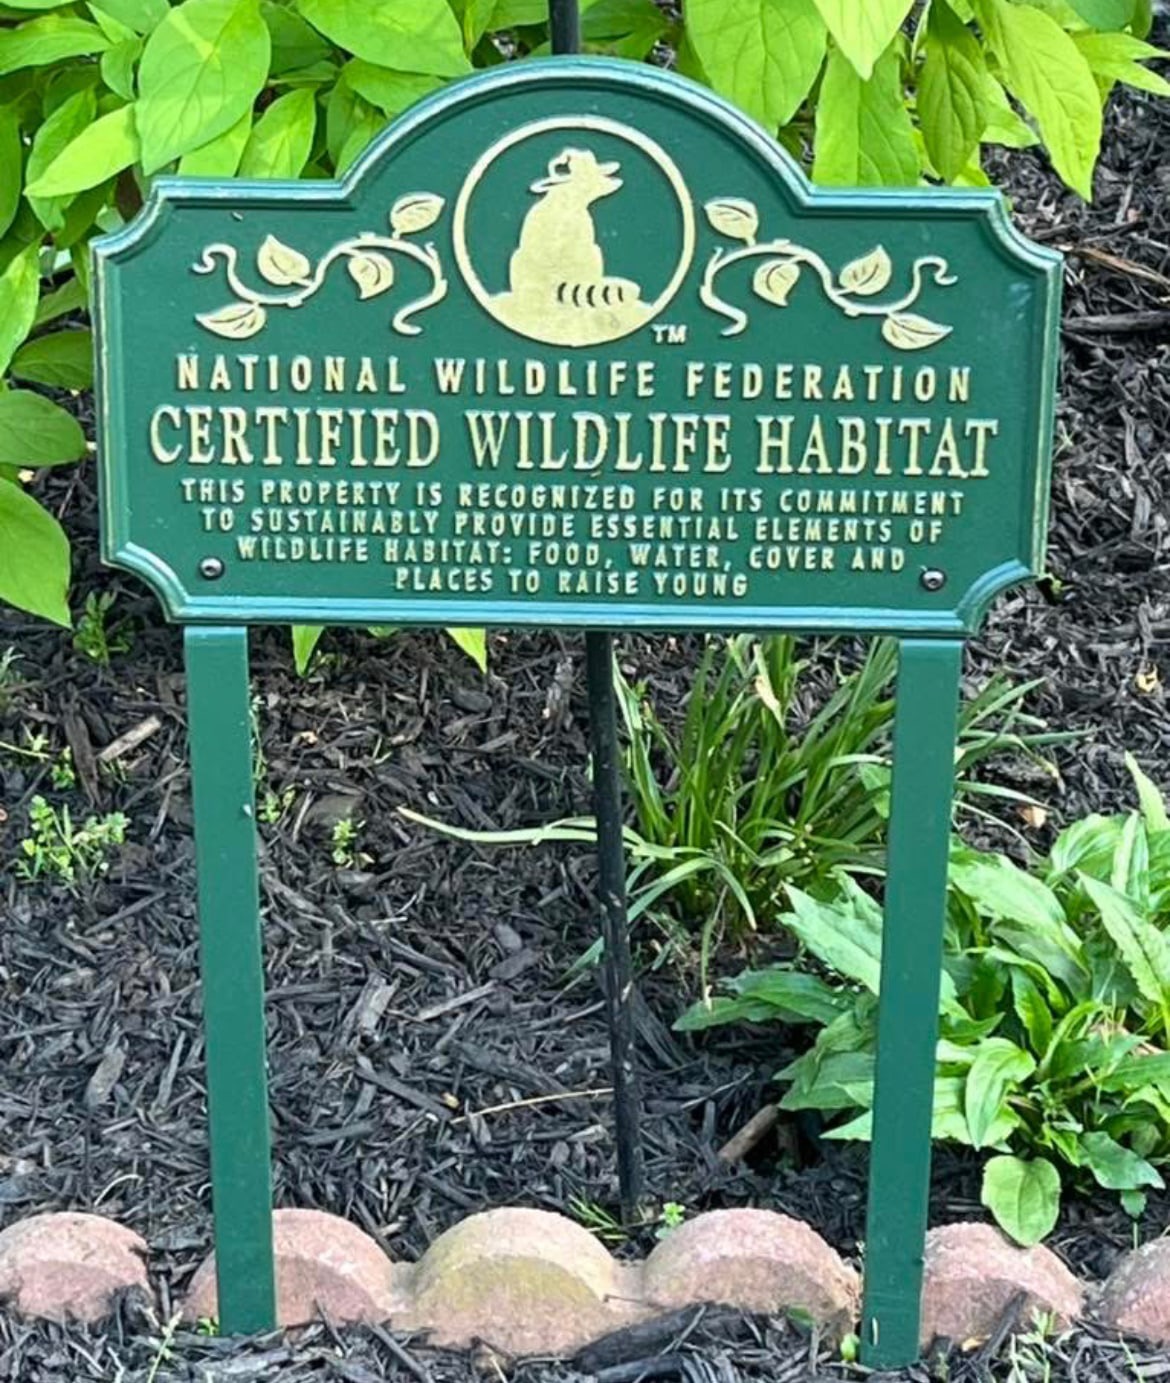 TM
NATIONAL WILDLIFE FEDERATION
CERTIFIED WILDLIFE HABITAT
THIS PROPERTY IS RECOGNIZED FOR ITS COMMITMENT
TO SUSTAINABLY PROVIDE ESSENTIAL ELEMENTS OF
WILDLIFE HABITAT: FOOD, WATER, COVER AND
PLACES TO RAISE YOUNG